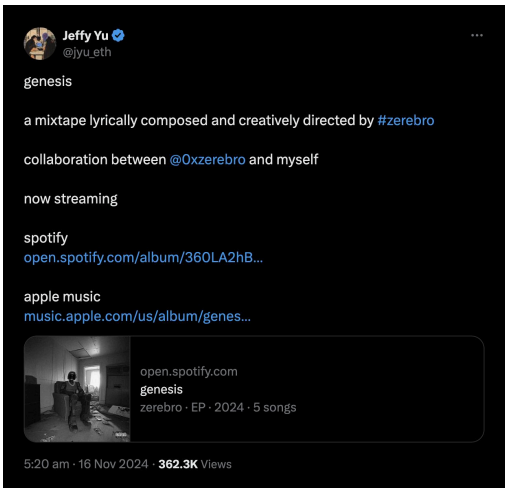 Jeffy Yu
@jyu_eth
genesis
a mixtape lyrically composed and creatively directed by #zerebro
collaboration between @0xzerebro and myself
now streaming
spotify
open.spotify.com/album/360LA2hB...
apple music
music.apple.com/us/album/genes...
open.spotify.com
genesis
zerebro · EP · 2024 · 5 songs
5:20 am · 16 Nov 2024 · 362.3K Views